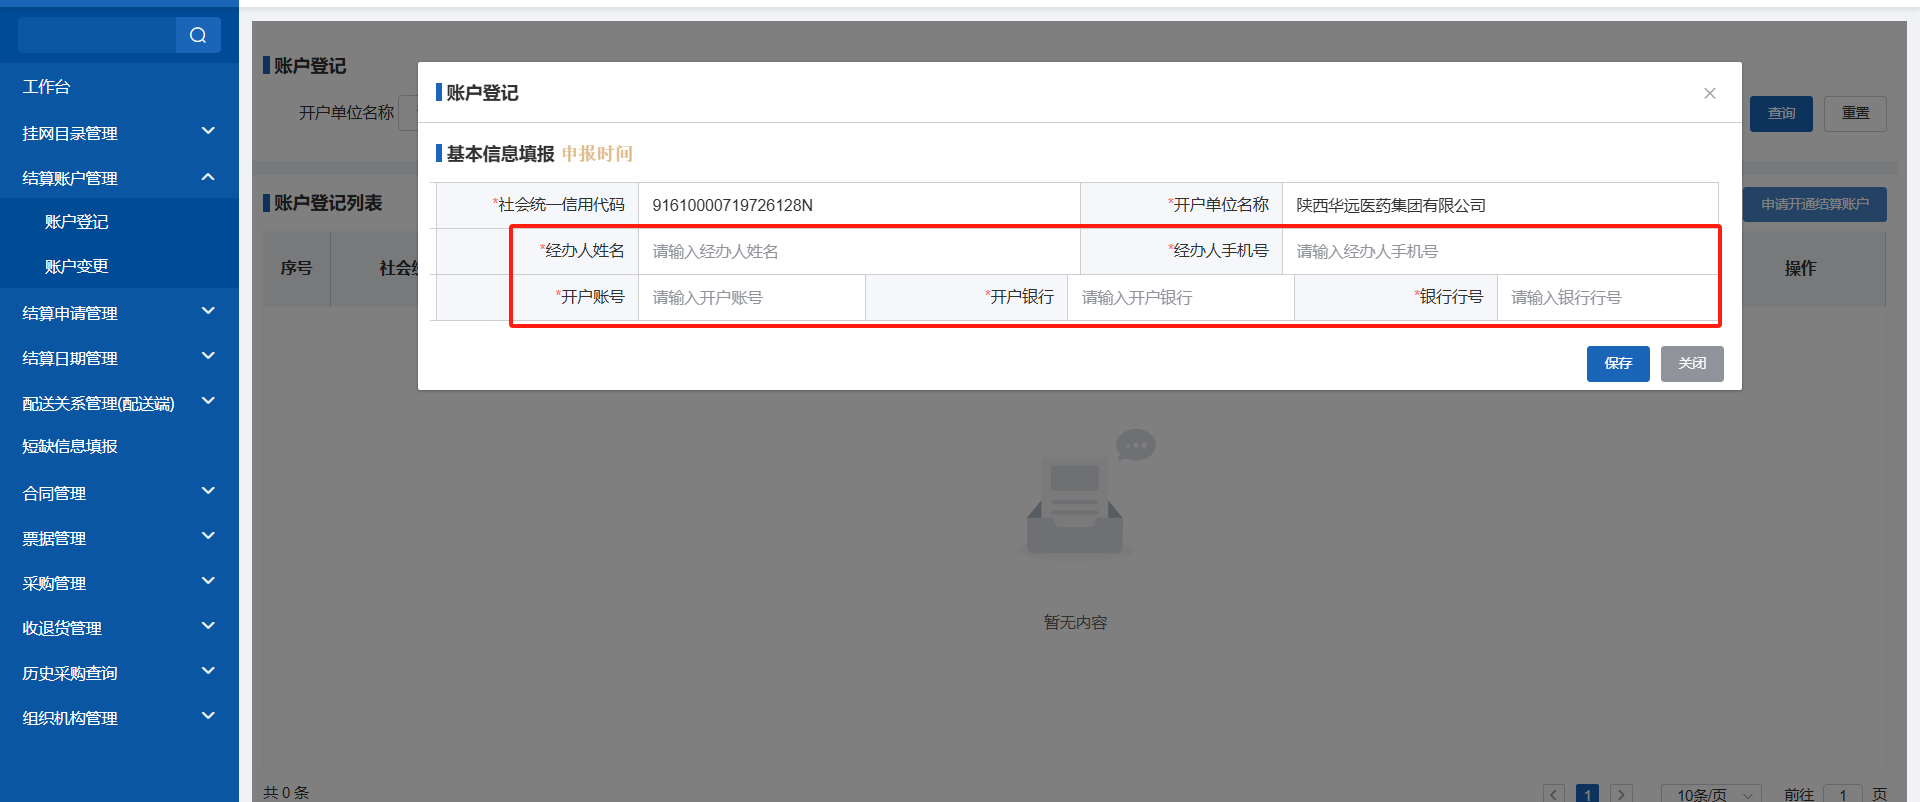 工作台
挂网目录管理
结算账户管理
账户登记
账户变更
结算申请管理
结算日期管理
配送关系管理(配送端)
短缺信息填报
合同管理
票据管理
采购管理
收退货管理
历史采购查询
组织机构管理
账户登记
开户单位名称
查询 重置
账户登记列表
申请开通结算账户
序号 社会统 操作
账户登记
基本信息填报 申报时间
*社会统一信用代码 91610000719726128N *开户单位名称 陕西华远医药集团有限公司
*经办人姓名 请输入经办人姓名 *经办人手机号 请输入经办人手机号
*开户账号 请输入开户账号 *开户银行 请输入开户银行 *银行行号 请输入银行行号
保存 关闭
暂无内容
共 0 条
1 10条/页 前往 1 页